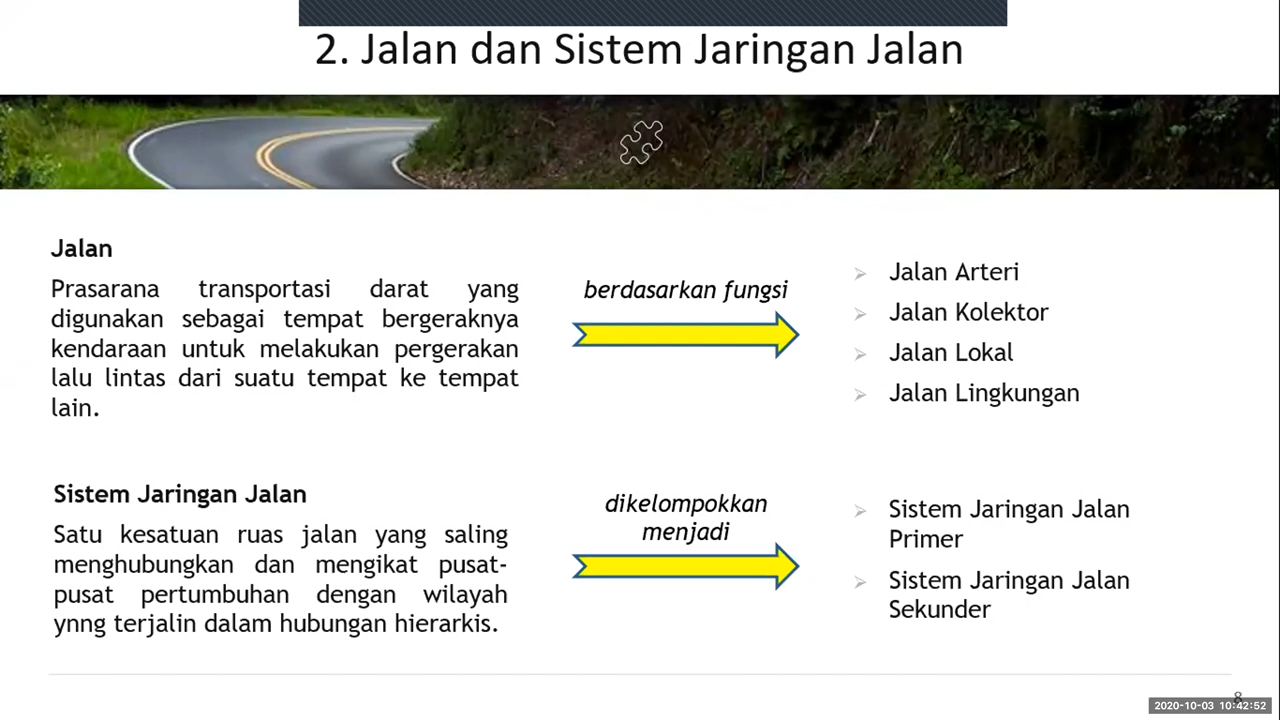 2. Jalan dan Sistem Jaringan Jalan
Jalan
Prasarana transportasi darat yang
digunakan sebagai tempat bergeraknya
kendaraan untuk melakukan pergerakan
lalu lintas dari suatu tempat ke tempat
lain.
berdasarkan fungsi
Jalan Arteri
Jalan Kolektor
Jalan Lokal
Jalan Lingkungan
Sistem Jaringan Jalan
Satu kesatuan ruas jalan yang saling
menghubungkan dan mengikat pusat-
pusat pertumbuhan dengan wilayah
ynng terjalin dalam hubungan hierarkis.
dikelompokkan
menjadi
Sistem Jaringan Jalan
Primer
Sistem Jaringan Jalan
Sekunder
8
2020-10-03 10:42:52